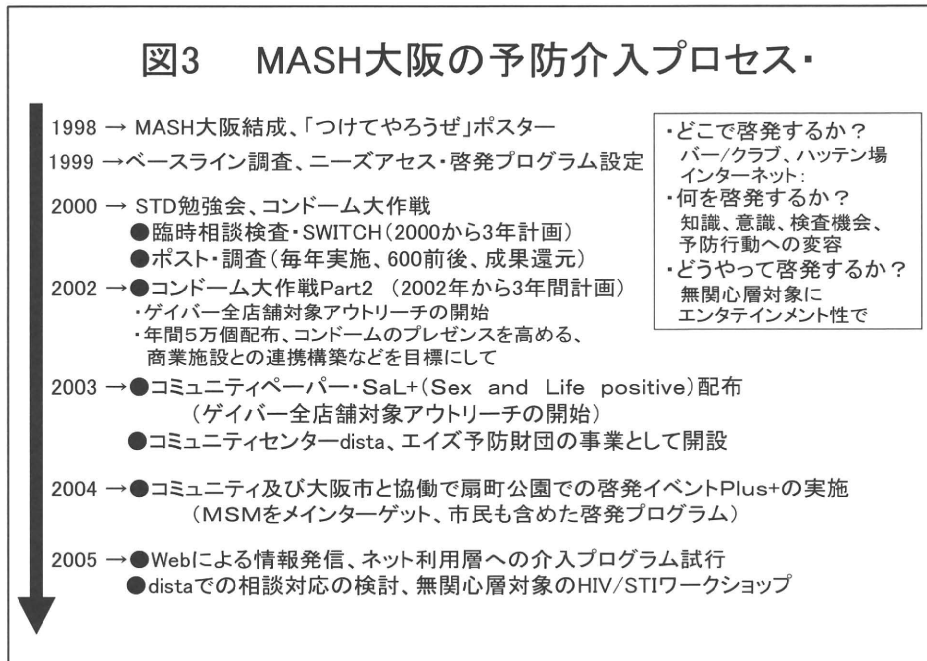 図3 MASH大阪の予防介入プロセス・
1998 → MASH大阪結成、「つけてやろうぜ」ポスター
1999 →ベースライン調査、ニーズアセス・啓発プログラム設定
2000 → STD勉強会、コンドーム大作戦
●臨時相談検査・SWITCH(2000から3年計画)
●ポスト・調査(毎年実施、600前後、成果還元)
2002 →●コンドーム大作戦Part2 (2002年から3年間計画)
・ゲイバー全店舗対象アウトリーチの開始
・年間5万個配布、コンドームのプレゼンスを高める、
商業施設との連携構築などを目標にして
2003 →●コミュニティペーパー・SaL+(Sex and Life positive)配布
(ゲイバー全店舗対象アウトリーチの開始)
●コミュニティセンターdista、エイズ予防財団の事業として開設
2004 →●コミュニティ及び大阪市と協働で扇町公園での啓発イベントPlus+の実施
(MSMをメインターゲット、市民も含めた啓発プログラム)
2005 →●Webによる情報発信、ネット利用層への介入プログラム試行
●distaでの相談対応の検討、無関心層対象のHIV/STIワークショップ
・どこで啓発するか?
バー/クラブ、ハッテン場
インターネット:
・何を啓発するか?
知識、意識、検査機会、
予防行動への変容
・どうやって啓発するか?
無関心層対象に
エンタテインメント性で